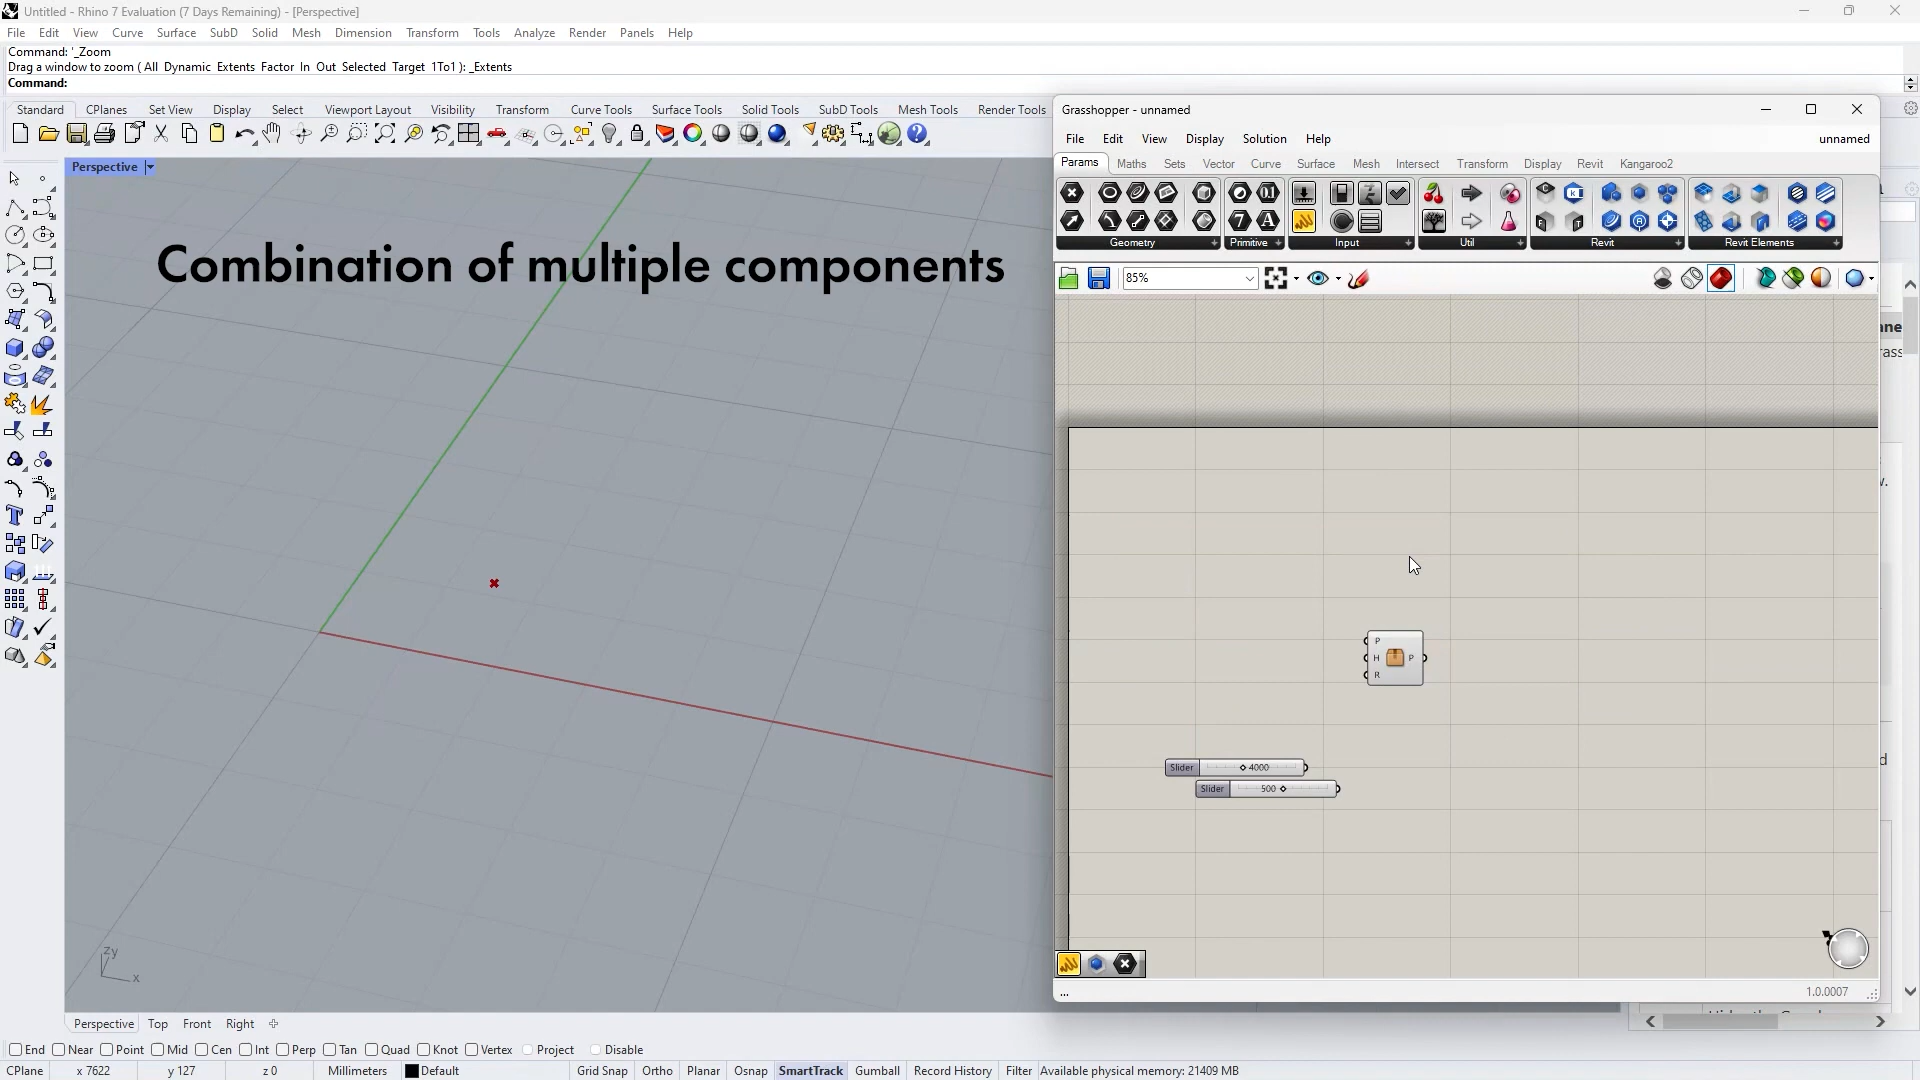 Untitled - Rhino 7 Evaluation (7 Days Remaining) - [Perspective]
File Edit View Curve Surface SubD Solid Mesh Dimension Transform Tools Analyze Render Panels Help
Command: '_Zoom
Drag a window to zoom ( All Dynamic Extents Factor In Out Selected Target 1To1 ): _Extents
Command:
Standard CPlanes Set View Display Select Viewport Layout Visibility Transform Curve Tools Surface Tools Solid Tools SubD Tools Mesh Tools Render Tools
Perspective
Combination of multiple components
Grasshopper - unnamed
File Edit View Display Solution Help unnamed
Params Maths Sets Vector Curve Surface Mesh Intersect Transform Display Revit Kangaroo2
Geometry Primitive Input Util Revit Revit Elements
85%
P
H P
R
Slider 4000
Slider 500
...
1.0.0007
zy
x
Perspective Top Front Right
End Near Point Mid Cen Int Perp Tan Quad Knot Vertex Project Disable
CPlane x 7622 y 127 z 0 Millimeters Default Grid Snap Ortho Planar Osnap SmartTrack Gumball Record History Filter Available physical memory: 21409 MB